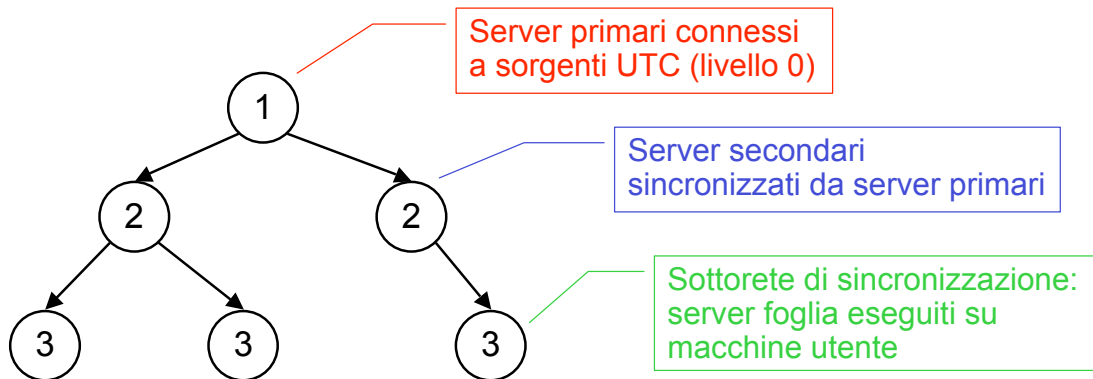 Server primari connessi
a sorgenti UTC (livello 0)
1
Server secondari
sincronizzati da server primari
2
2
Sottorete di sincronizzazione:
server foglia eseguiti su
macchine utente
3
3
3